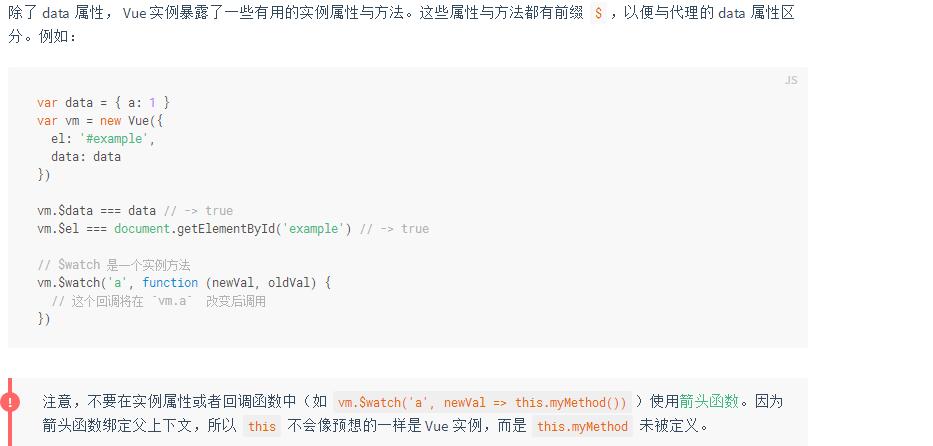 除了 data 属性， Vue 实例暴露了一些有用的实例属性与方法。这些属性与方法都有前缀 $ ，以便与代理的 data 属性区
分。例如：
JS
var data = { a: 1 }
var vm = new Vue({
  el: '#example',
  data: data
})
vm.$data === data // -> true
vm.$el === document.getElementById('example') // -> true
// $watch 是一个实例方法
vm.$watch('a', function (newVal, oldVal) {
  // 这个回调将在 `vm.a`  改变后调用
})
注意，不要在实例属性或者回调函数中（如 vm.$watch('a', newVal => this.myMethod()) ）使用箭头函数。因为
箭头函数绑定父上下文，所以 this 不会像预想的一样是 Vue 实例，而是 this.myMethod 未被定义。